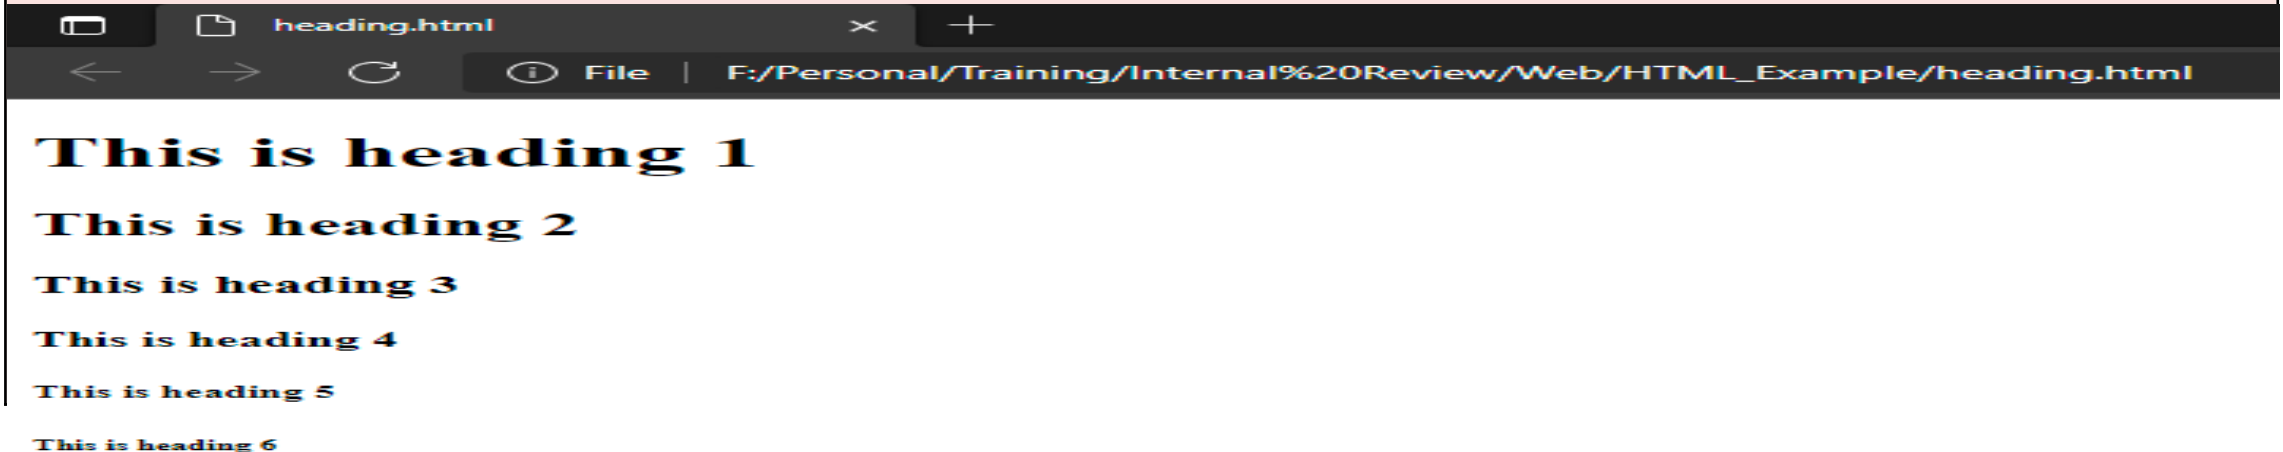 heading.html
File | F:/Personal/Training/Internal%20Review/Web/HTML_Example/heading.html
This is heading 1
This is heading 2
This is heading 3
This is heading 4
This is heading 5
This is heading 6